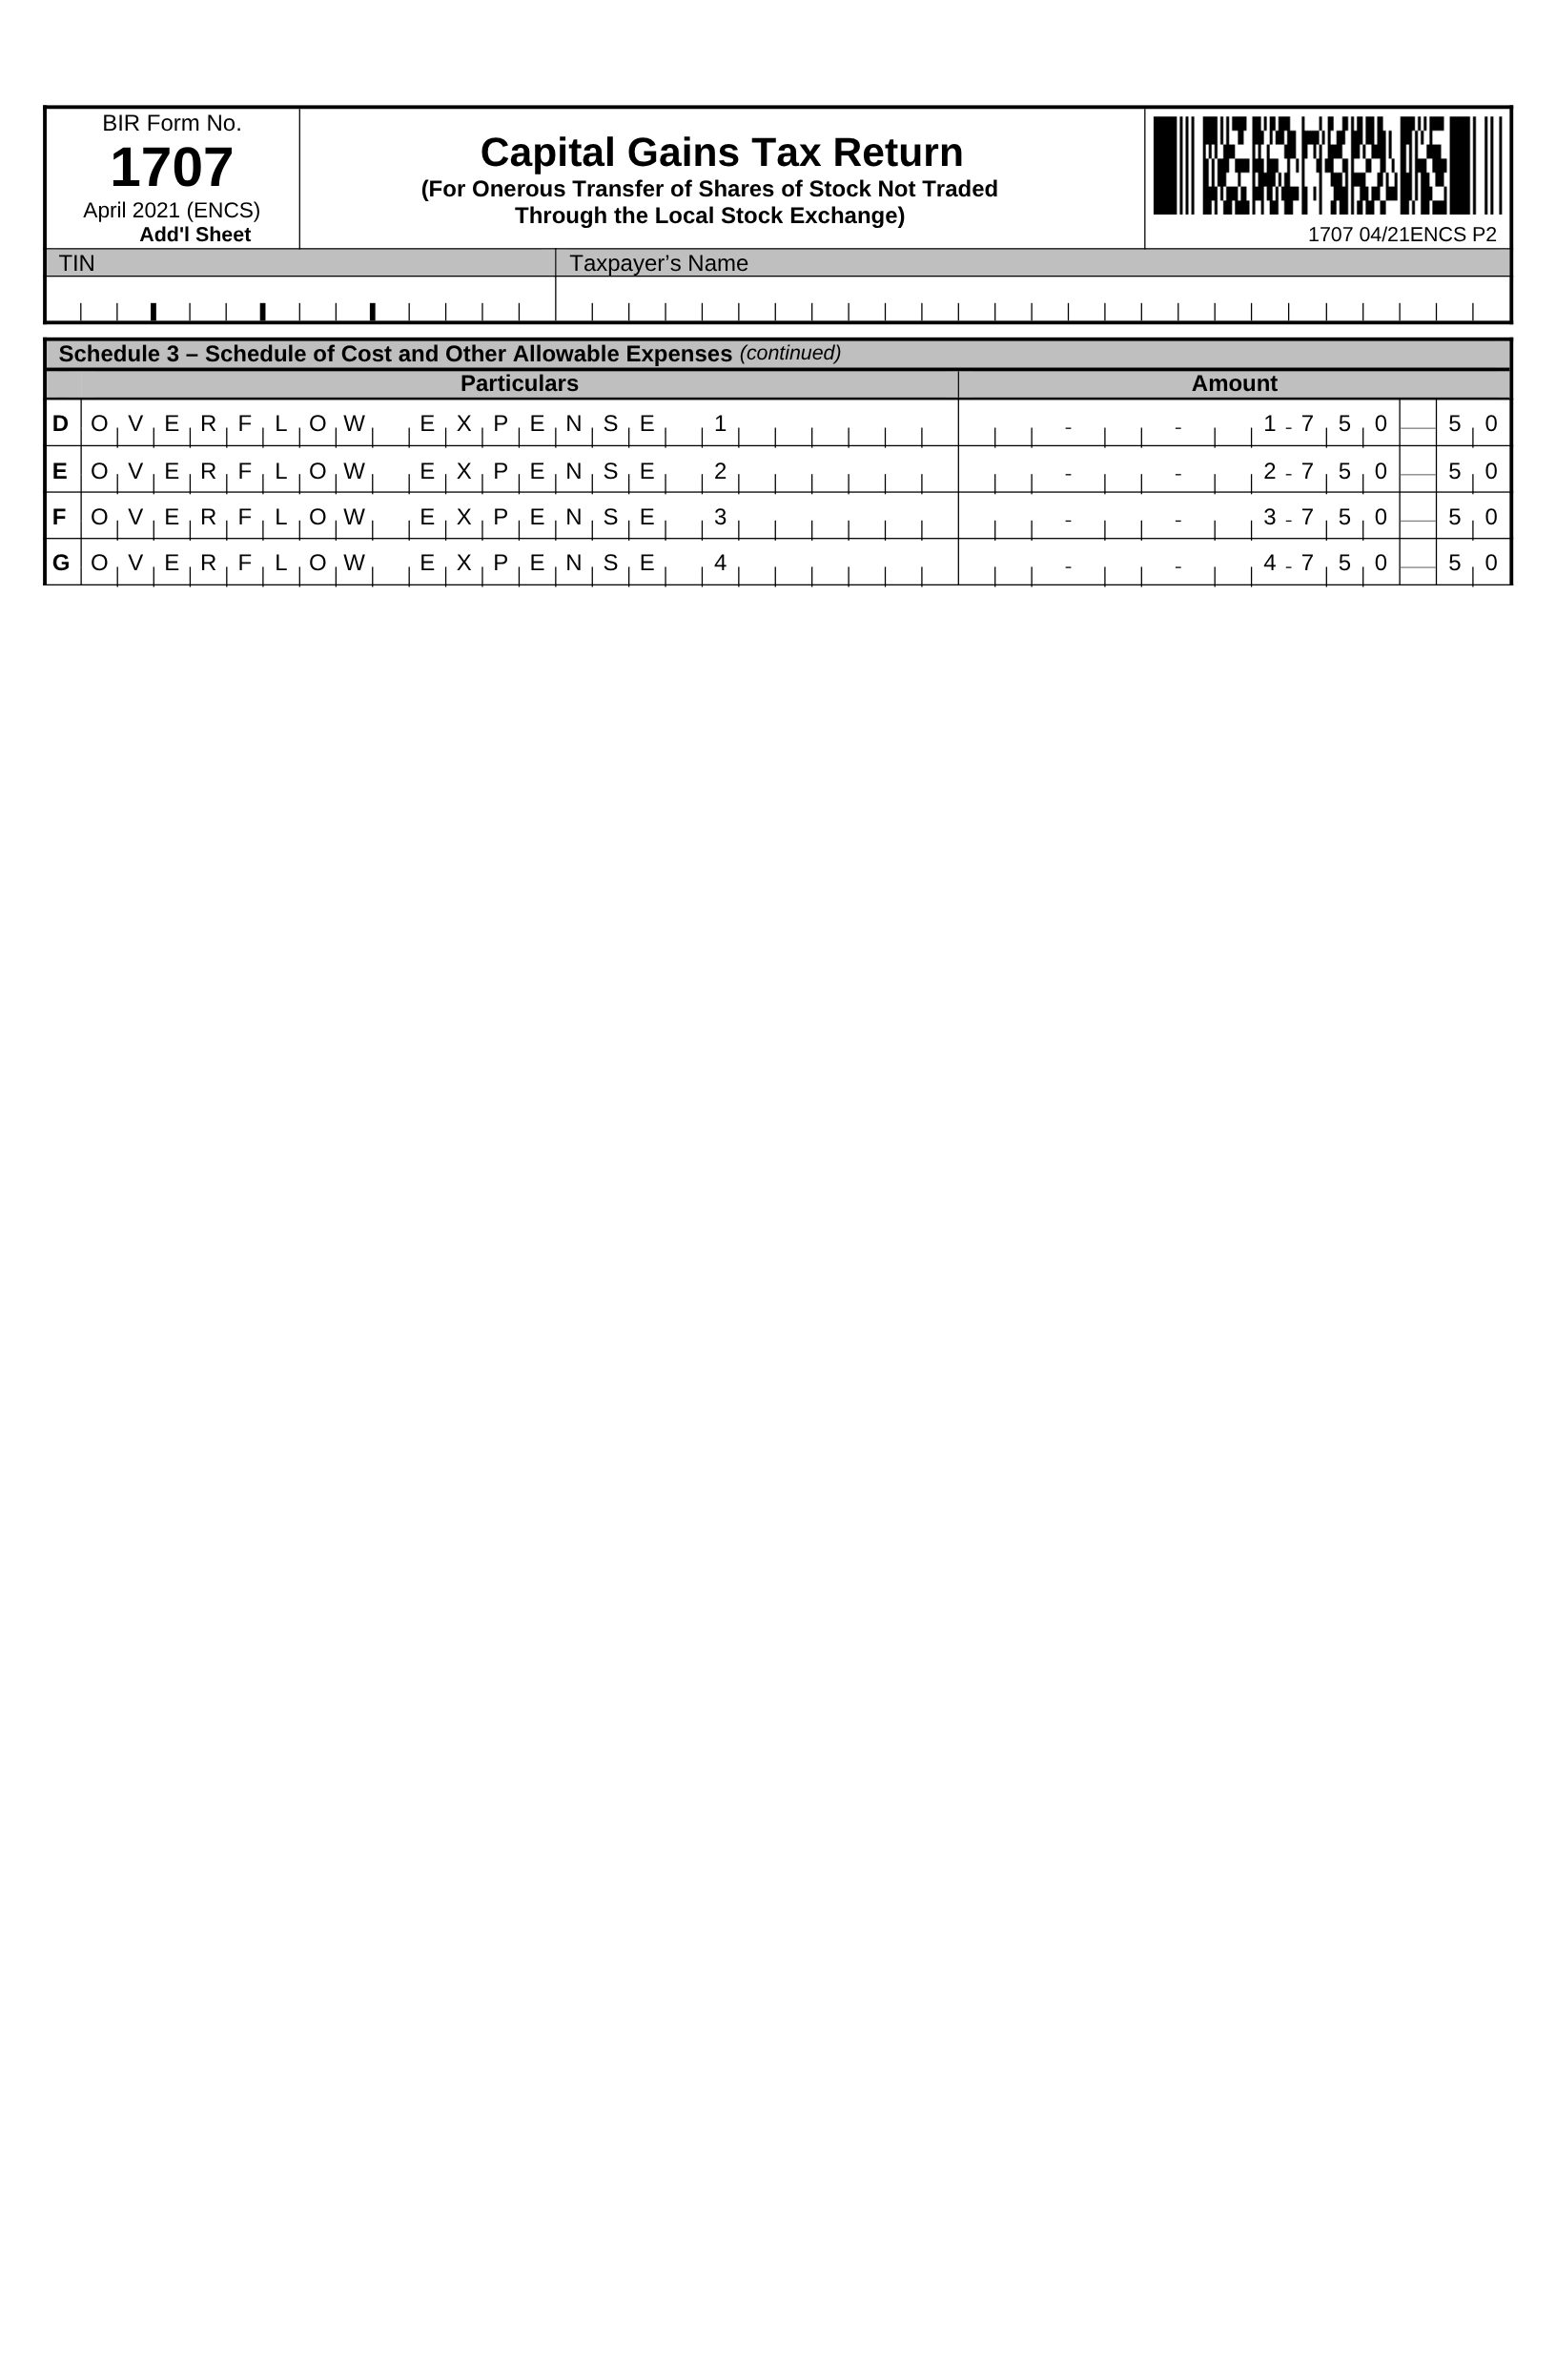 BIR Form No.
1707
April 2021 (ENCS)
Add'l Sheet
Capital Gains Tax Return
(For Onerous Transfer of Shares of Stock Not Traded
Through the Local Stock Exchange)
1707 04/21ENCS P2
TIN Taxpayer’s Name
Schedule 3 – Schedule of Cost and Other Allowable Expenses (continued)
Particulars Amount
D OVERFLOW EXPENSE 1 - - 1-750 50
E OVERFLOW EXPENSE 2 - - 2-750 50
F OVERFLOW EXPENSE 3 - - 3-750 50
G OVERFLOW EXPENSE 4 - - 4-750 50